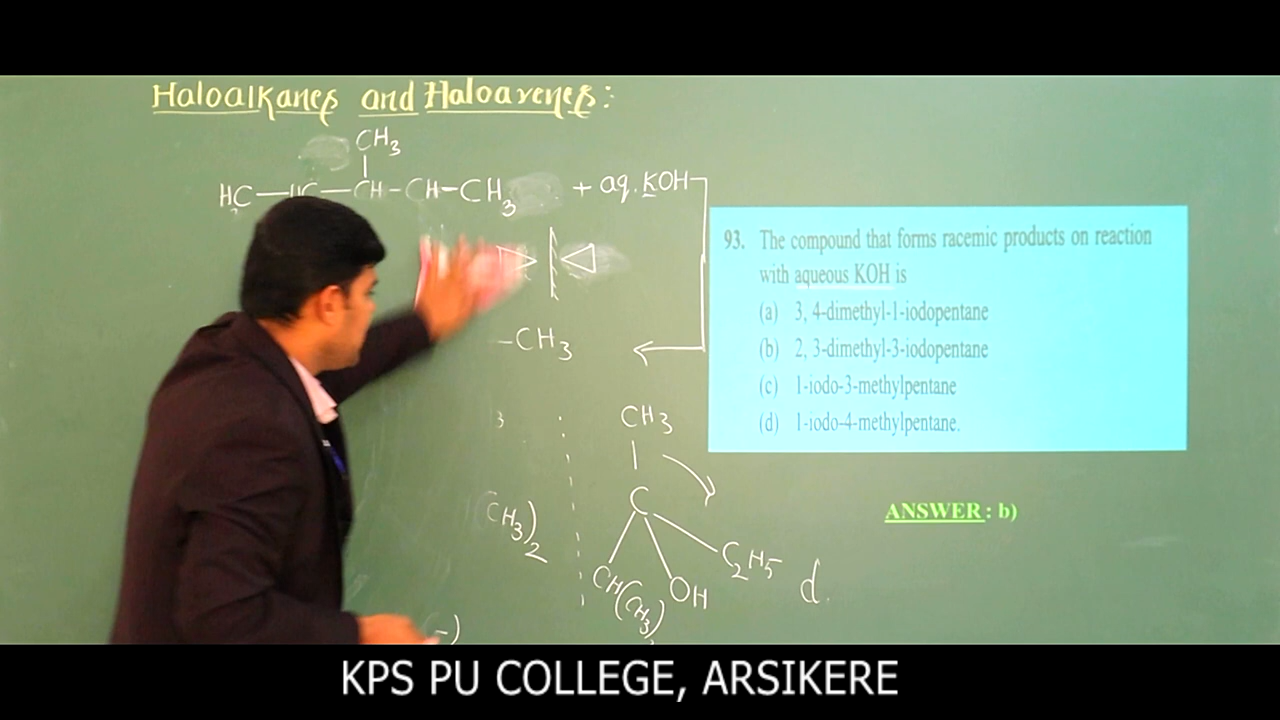 Haloalkanes and Haloarenes:
CH3
H2C — HC — CH - CH - CH3 + aq. KOH
-CH3
3
CH3
C
CH3)2
C2H5
CH(CH3)
OH
d.
-)
93. The compound that forms racemic products on reaction
with aqueous KOH is
(a) 3, 4-dimethyl-1-iodopentane
(b) 2, 3-dimethyl-3-iodopentane
(c) 1-iodo-3-methylpentane
(d) 1-iodo-4-methylpentane.
ANSWER: b)
KPS PU COLLEGE, ARSIKERE